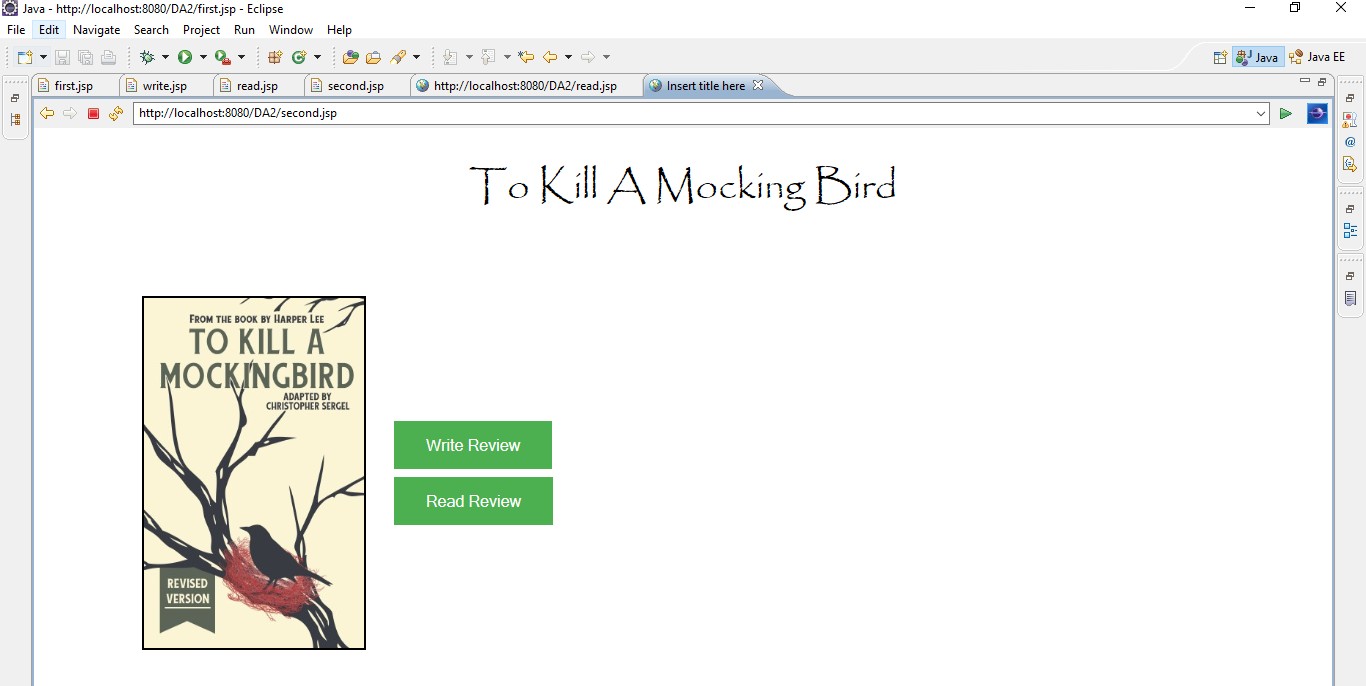 Java - http://localhost:8080/DA2/first.jsp - Eclipse
File Edit Navigate Search Project Run Window Help
Java Java EE
first.jsp write.jsp read.jsp second.jsp http://localhost:8080/DA2/read.jsp Insert title here
http://localhost:8080/DA2/second.jsp
To Kill A Mocking Bird
FROM THE BOOK BY HARPER LEE
TO KILL A
MOCKINGBIRD
ADAPTED BY
CHRISTOPHER SERGEL
Write Review
Read Review
REVISED
VERSION